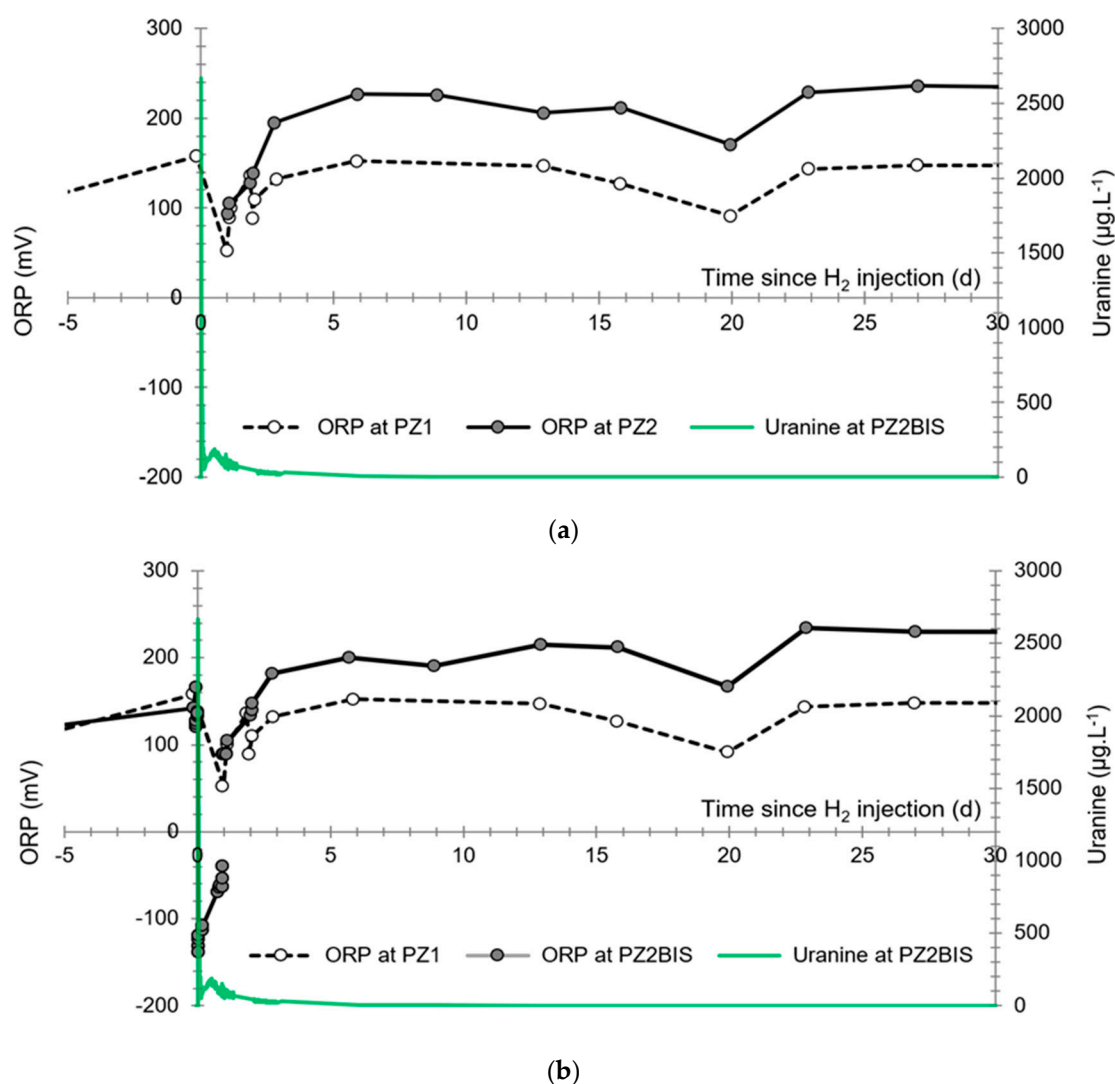 300
200
100
0
-100
-200
ORP (mV)
3000
2500
2000
1500
1000
500
0
Uranine (µg.L-1)
Time since H2 injection (d)
-5 0 5 10 15 20 25 30
ORP at PZ1 ORP at PZ2 Uranine at PZ2BIS
(a)
300
200
100
0
-100
-200
ORP (mV)
3000
2500
2000
1500
1000
500
0
Uranine (µg.L-1)
Time since H2 injection (d)
-5 0 5 10 15 20 25 30
ORP at PZ1 ORP at PZ2BIS Uranine at PZ2BIS
(b)